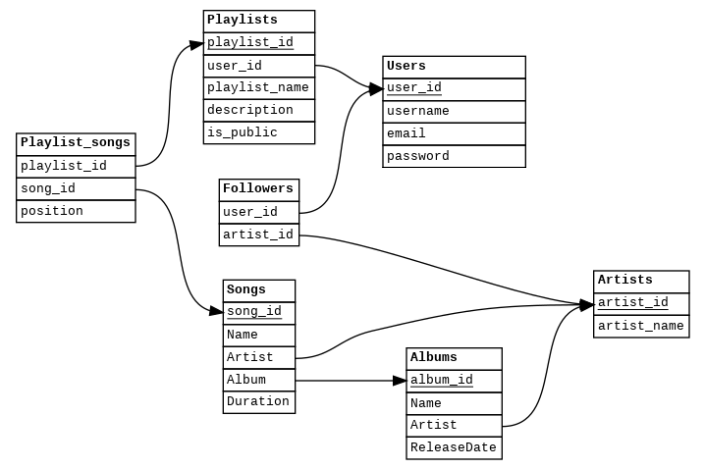 Playlists
playlist_id
user_id
playlist_name
description
is_public
Users
user_id
username
email
password
Playlist_songs
playlist_id
song_id
position
Followers
user_id
artist_id
Songs
song_id
Name
Artist
Album
Duration
Artists
artist_id
artist_name
Albums
album_id
Name
Artist
ReleaseDate